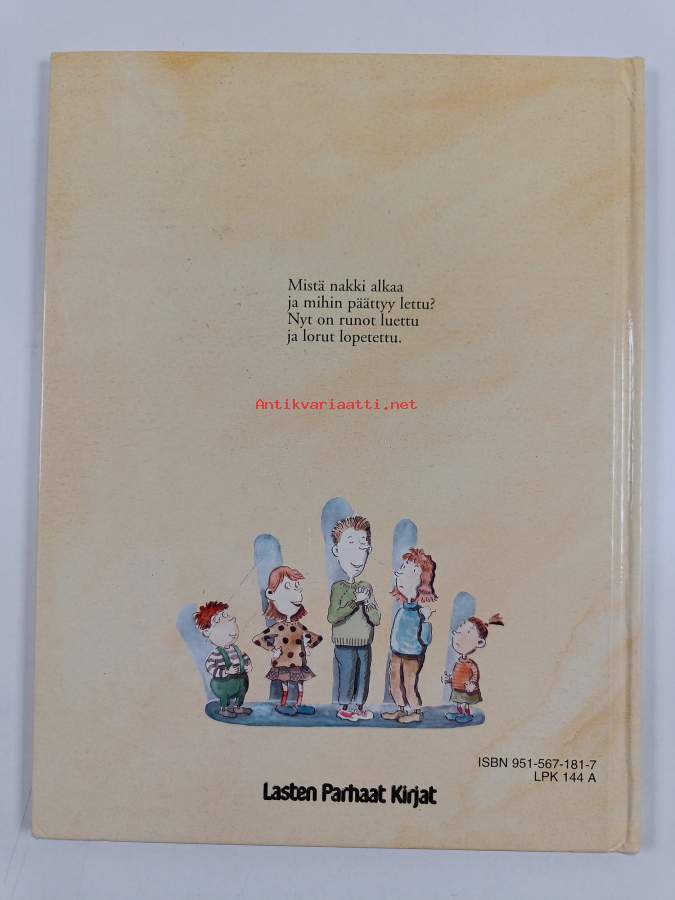 Mistä nakki alkaa
ja mihin päättyy lettu?
Nyt on runot luettu
ja lorut lopetettu.
Antikvariaatti.net
ISBN 951-567-181-7
LPK 144 A
Lasten Parhaat Kirjat